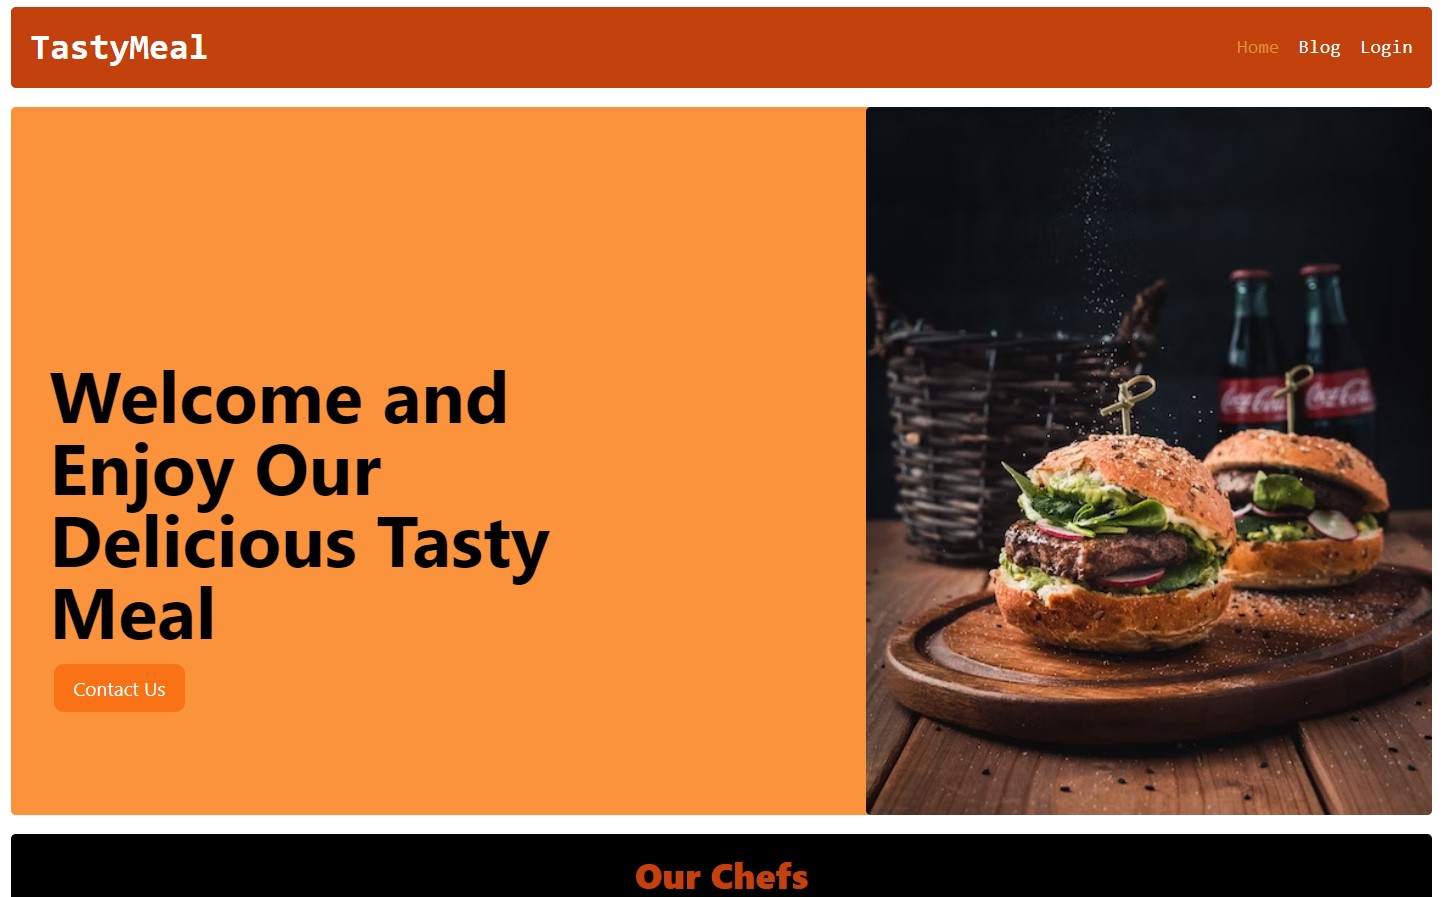 TastyMeal
Home Blog Login
Welcome and
Enjoy Our
Delicious Tasty
Meal
Contact Us
Coca-Cola Coca-Cola
Our Chefs